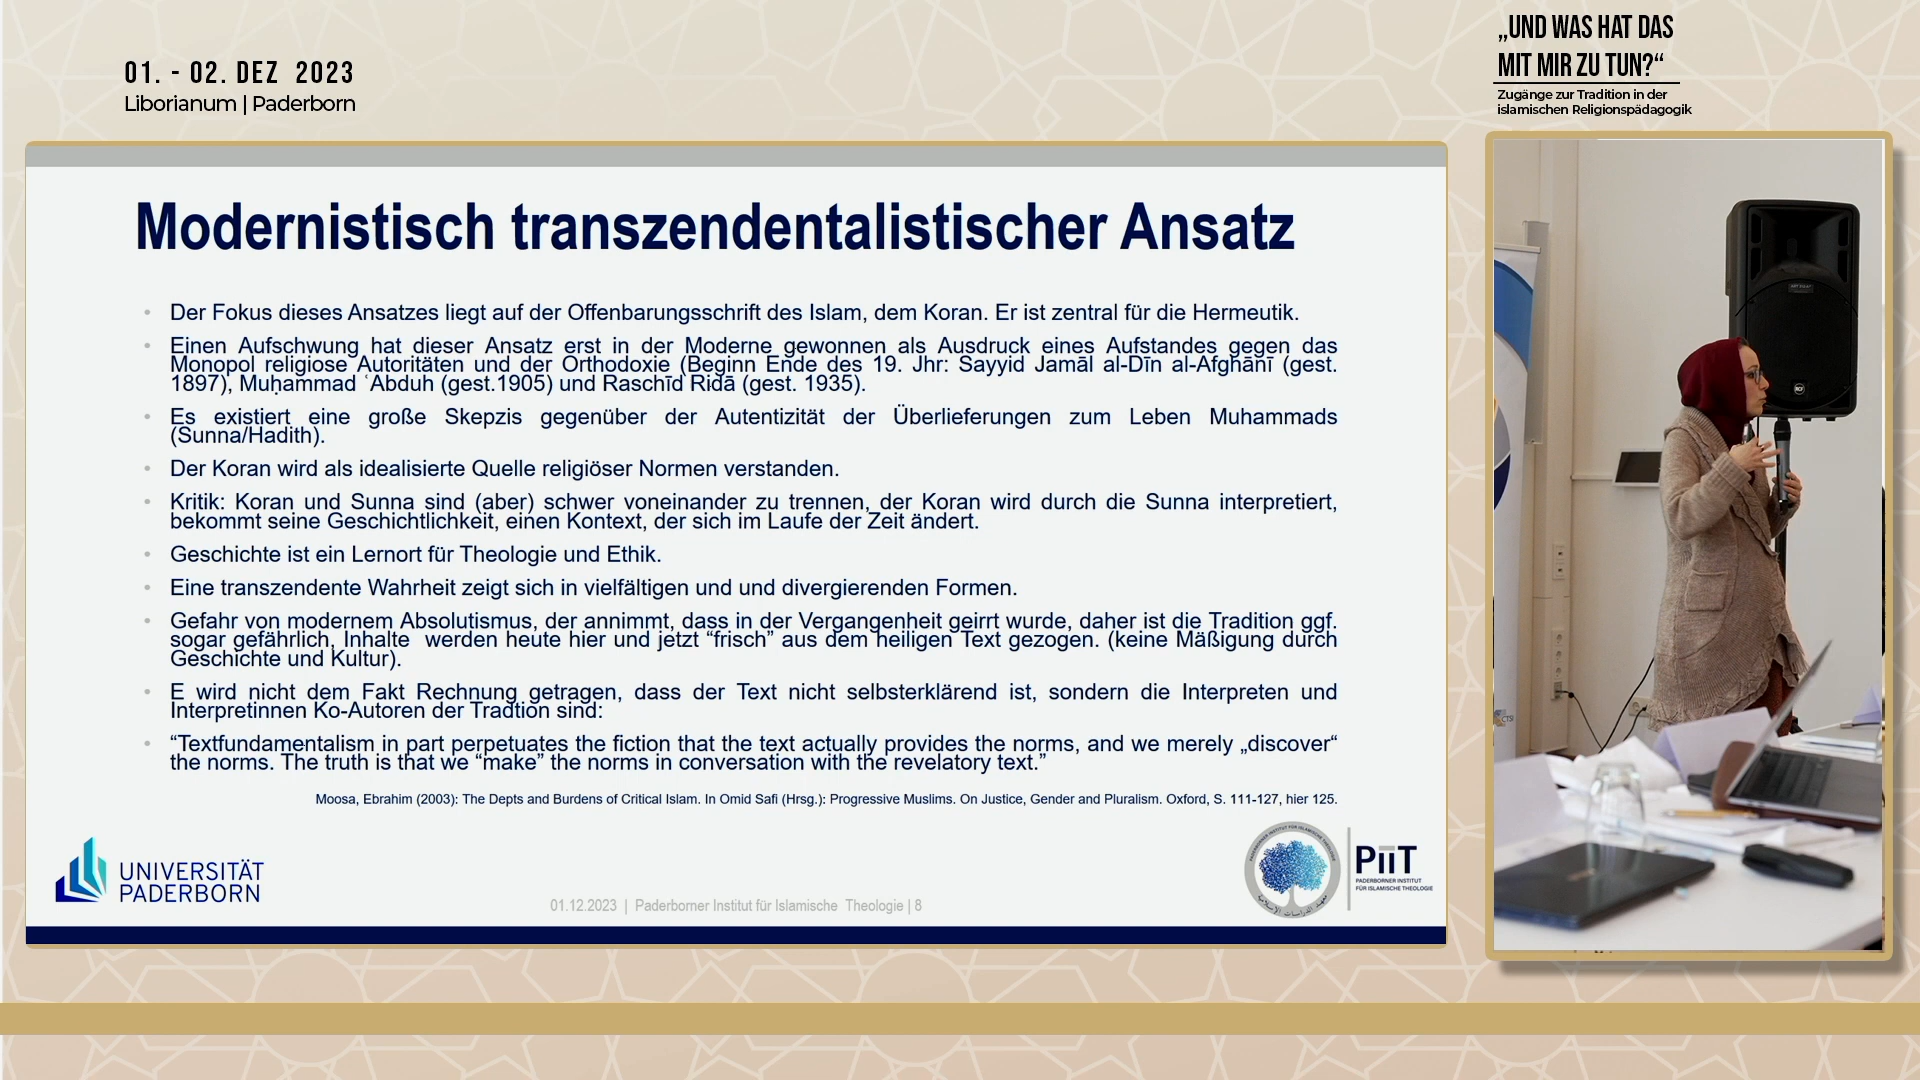 01. - 02. DEZ 2023
Liborianum | Paderborn
„UND WAS HAT DAS
MIT MIR ZU TUN?“
Zugänge zur Tradition in der
islamischen Religionspädagogik
Modernistisch transzendentalistischer Ansatz
• Der Fokus dieses Ansatzes liegt auf der Offenbarungsschrift des Islam, dem Koran. Er ist zentral für die Hermeutik.
• Einen Aufschwung hat dieser Ansatz erst in der Moderne gewonnen als Ausdruck eines Aufstandes gegen das
Monopol religiöse Autoritäten und der Orthodoxie (Beginn Ende des 19. Jhr: Sayyid Jamāl al-Dīn al-Afghānī (gest.
1897), Muḥammad ʿAbduh (gest.1905) und Raschīd Ridā (gest. 1935).
• Es existiert eine große Skepzis gegenüber der Autentizität der Überlieferungen zum Leben Muhammads
(Sunna/Hadith).
• Der Koran wird als idealisierte Quelle religiöser Normen verstanden.
• Kritik: Koran und Sunna sind (aber) schwer voneinander zu trennen, der Koran wird durch die Sunna interpretiert,
bekommt seine Geschichtlichkeit, einen Kontext, der sich im Laufe der Zeit ändert.
• Geschichte ist ein Lernort für Theologie und Ethik.
• Eine transzendente Wahrheit zeigt sich in vielfältigen und und divergierenden Formen.
• Gefahr von modernem Absolutismus, der annimmt, dass in der Vergangenheit geirrt wurde, daher ist die Tradition ggf.
sogar gefährlich, Inhalte werden heute hier und jetzt “frisch” aus dem heiligen Text gezogen. (keine Mäßigung durch
Geschichte und Kultur).
• E wird nicht dem Fakt Rechnung getragen, dass der Text nicht selbsterklärend ist, sondern die Interpreten und
Interpretinnen Ko-Autoren der Tradtion sind:
• “Textfundamentalism in part perpetuates the fiction that the text actually provides the norms, and we merely „discover“
the norms. The truth is that we “make” the norms in conversation with the revelatory text.”
Moosa, Ebrahim (2003): The Depts and Burdens of Critical Islam. In Omid Safi (Hrsg.): Progressive Muslims. On Justice, Gender and Pluralism. Oxford, S. 111-127, hier 125.
UNIVERSITÄT
PADERBORN
01.12.2023 | Paderborner Institut für Islamische Theologie | 8
PADERBORNER INSTITUT FÜR ISLAMISCHE THEOLOGIE
معهد الدراسات الإسلامية
PiiT
PADERBORNER INSTITUT
FÜR ISLAMISCHE THEOLOGIE